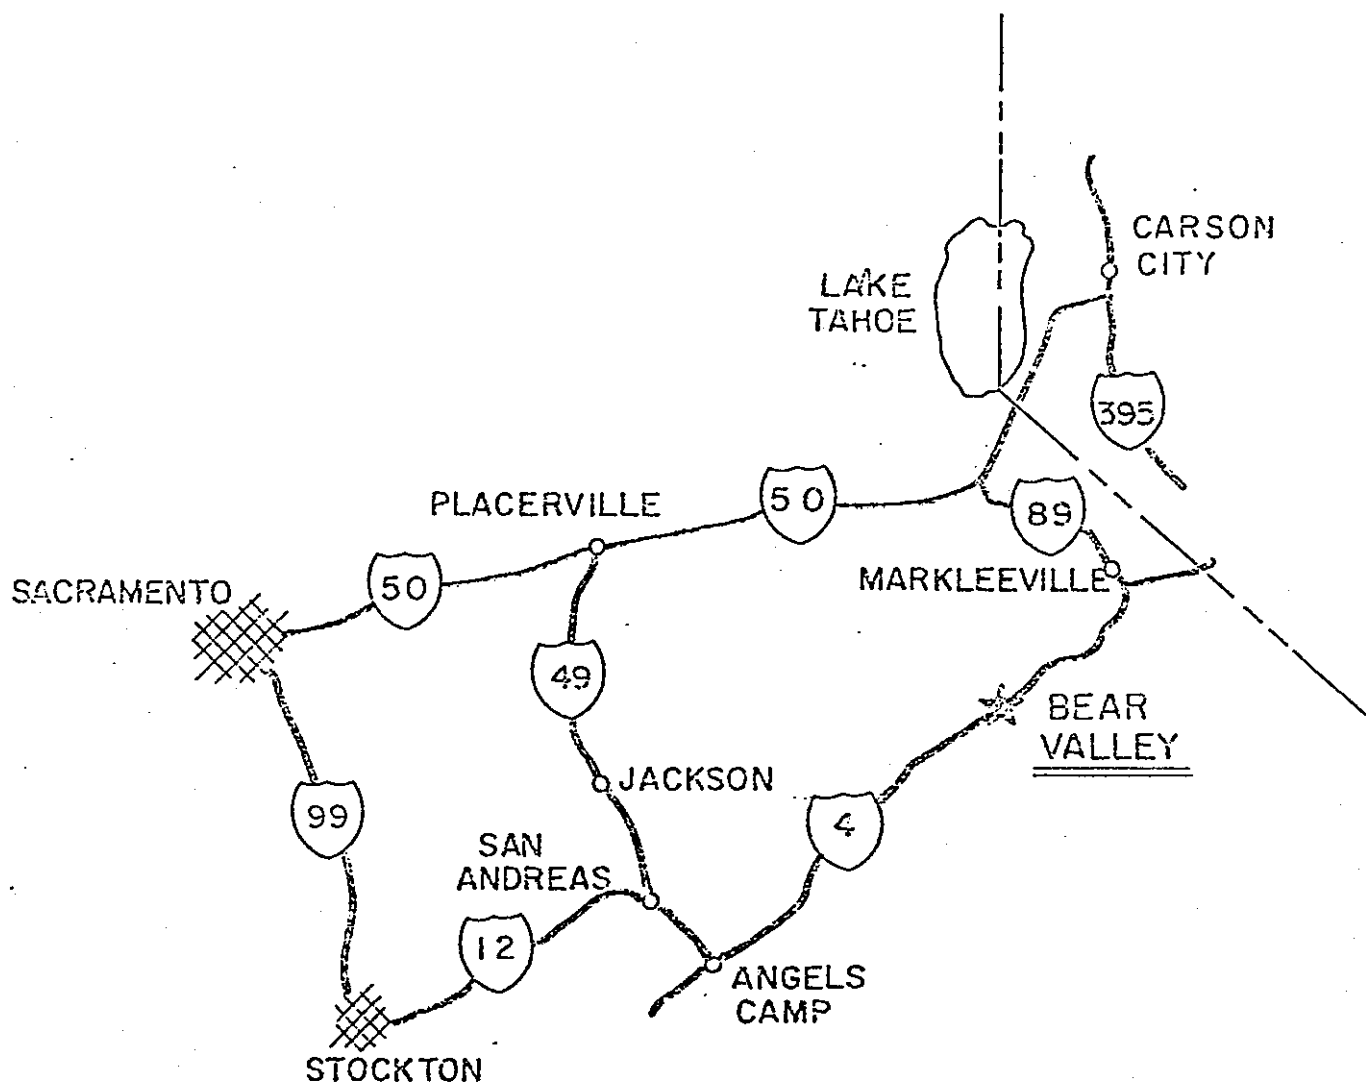 CARSON
CITY
LAKE
TAHOE
395
PLACERVILLE
50
89
SACRAMENTO
50
MARKLEEVILLE
49
BEAR
VALLEY
JACKSON
99
4
SAN
ANDREAS
12
ANGELS
CAMP
STOCKTON